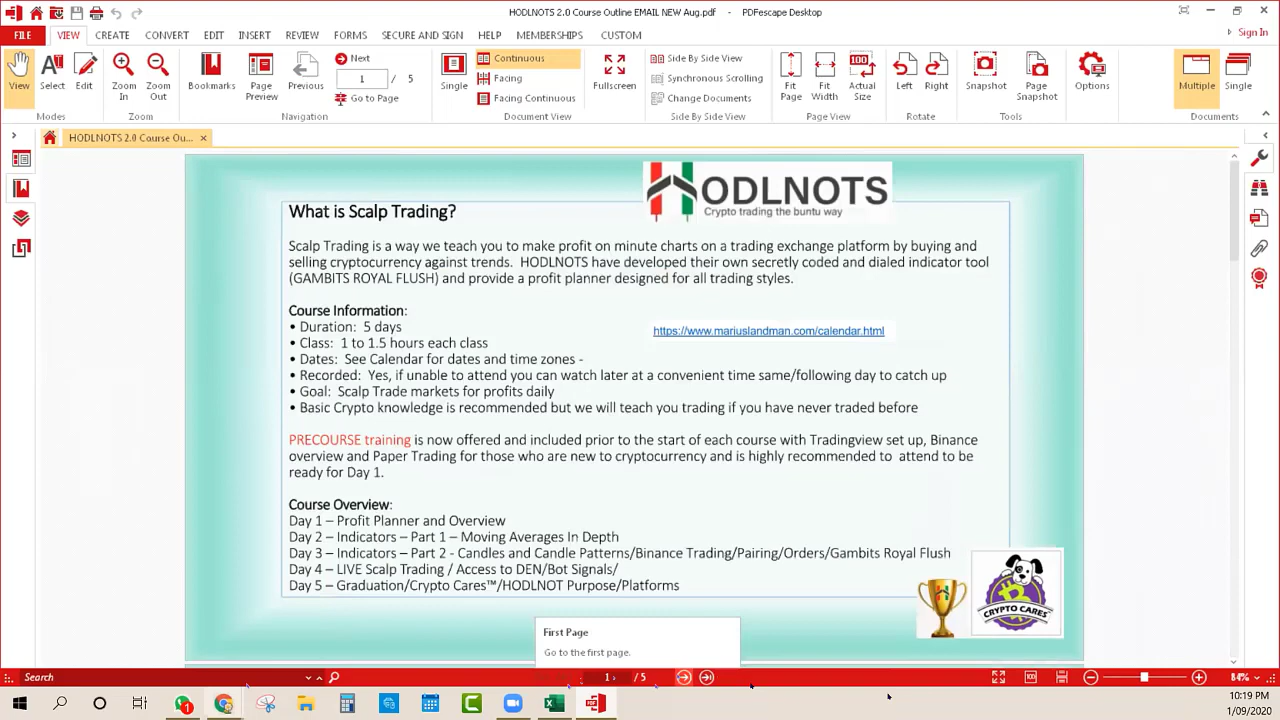 HODLNOTS 2.0 Course Outline EMAIL NEW Aug.pdf - PDFescape Desktop
Sign In
FILE VIEW CREATE CONVERT EDIT INSERT REVIEW FORMS SECURE AND SIGN HELP MEMBERSHIPS CUSTOM
View Select Edit
Modes
Zoom In Zoom Out
Zoom
Bookmarks Page Preview Previous
Next
1 / 5
Go to Page
Navigation
Single
Continuous
Facing
Facing Continuous
Fullscreen
Document View
Side By Side View
Synchronous Scrolling
Change Documents
Side By Side
Fit Page Fit Width 100 Actual Size
Page View
Left Right
Rotate
Snapshot Page Snapshot
Tools
Options
Multiple Single
Documents
HODLNOTS 2.0 Course Ou...
HODLNOTS
Crypto trading the buntu way
What is Scalp Trading?
Scalp Trading is a way we teach you to make profit on minute charts on a trading exchange platform by buying and
selling cryptocurrency against trends. HODLNOTS have developed their own secretly coded and dialed indicator tool
(GAMBITS ROYAL FLUSH) and provide a profit planner designed for all trading styles.
Course Information:
• Duration: 5 days
https://www.mariuslandman.com/calendar.html
• Class: 1 to 1.5 hours each class
• Dates: See Calendar for dates and time zones -
• Recorded: Yes, if unable to attend you can watch later at a convenient time same/following day to catch up
• Goal: Scalp Trade markets for profits daily
• Basic Crypto knowledge is recommended but we will teach you trading if you have never traded before
PRECOURSE training is now offered and included prior to the start of each course with Tradingview set up, Binance
overview and Paper Trading for those who are new to cryptocurrency and is highly recommended to attend to be
ready for Day 1.
Course Overview:
Day 1 – Profit Planner and Overview
Day 2 – Indicators – Part 1 – Moving Averages In Depth
Day 3 – Indicators – Part 2 - Candles and Candle Patterns/Binance Trading/Pairing/Orders/Gambits Royal Flush
Day 4 – LIVE Scalp Trading / Access to DEN/Bot Signals/
Day 5 – Graduation/Crypto Cares™/HODLNOT Purpose/Platforms
CRYPTO CARES
First Page
Go to the first page.
Search
1 / 5
84%
1
10:19 PM
1/09/2020